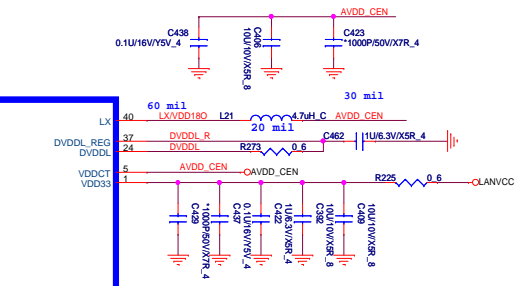 AVDD_CEN
C438
0.1U/16V/Y5V_4
C406
10U/10V/X5R_8
C423
*1000P/50V/X7R_4
60 mil
30 mil
LX 40 LX/VDD18O L21 4.7uH_C AVDD_CEN
20 mil
DVDDL_REG 37 DVDDL_R C462 1U/6.3V/X5R_4
DVDDL 24 DVDDL R273 0_6
VDDCT 5 AVDD_CEN AVDD_CEN
VDD33 1 R225 0_6 LANVCC
C429
*1000P/50V/X7R_4
C437
0.1U/16V/Y5V_4
C422
1U/6.3V/X5R_4
C392
10U/10V/X5R_8
C409
10U/10V/X5R_8